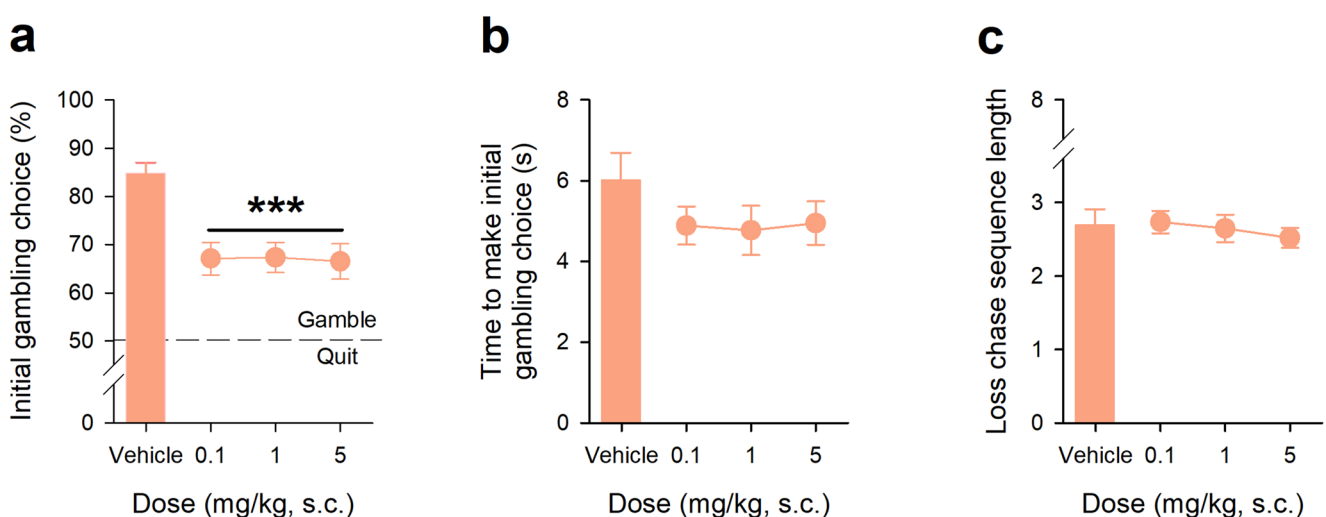 a
Initial gambling choice (%)
100
90
80
70
60
50
0
***
Gamble
Quit
Vehicle 0.1 1 5
Dose (mg/kg, s.c.)
b
Time to make initial
gambling choice (s)
8
6
4
2
0
Vehicle 0.1 1 5
Dose (mg/kg, s.c.)
c
Loss chase sequence length
8
3
2
1
0
Vehicle 0.1 1 5
Dose (mg/kg, s.c.)